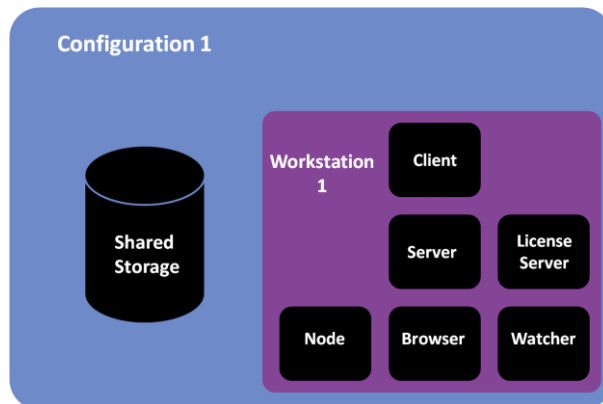 Configuration 1
Workstation
1
Client
Shared
Storage
Server
License
Server
Node
Browser
Watcher